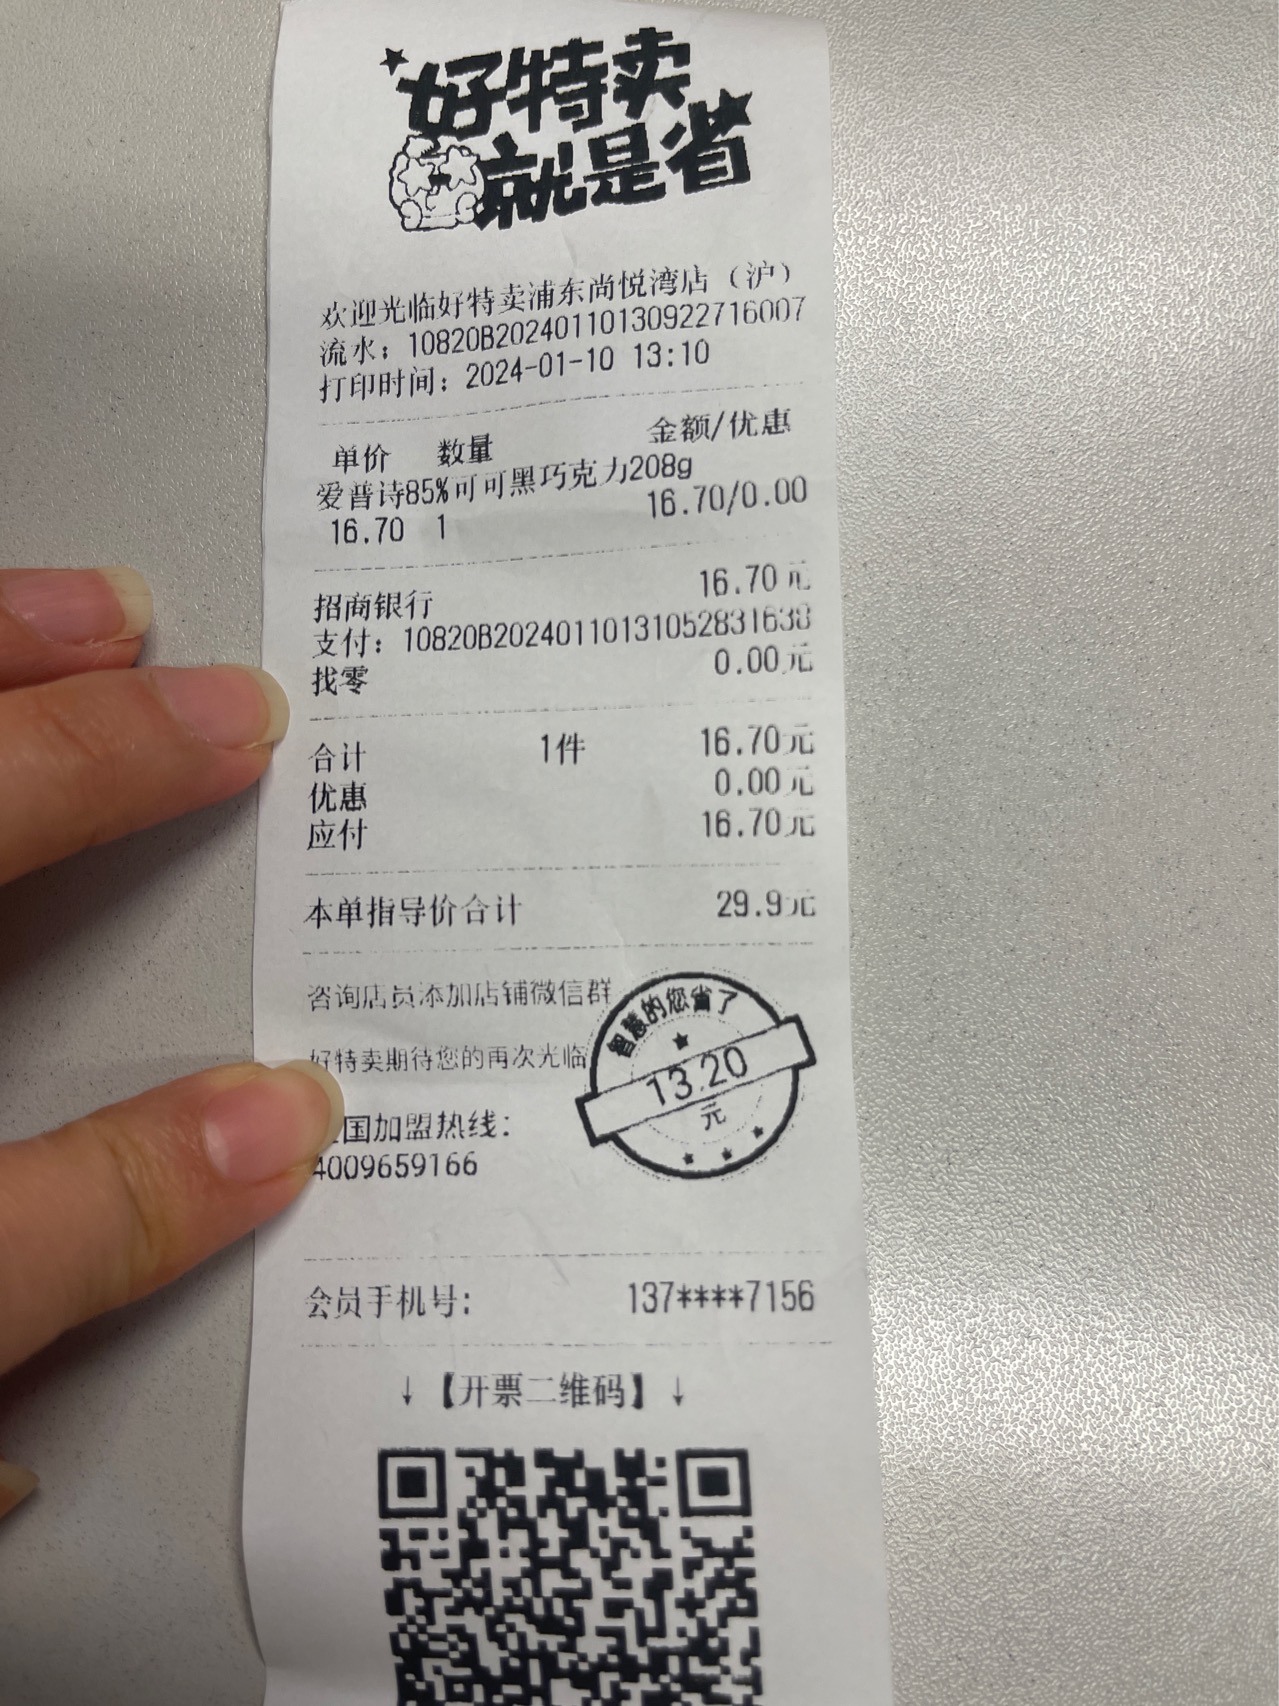 好特卖
就是省
欢迎光临好特卖浦东尚悦湾店（沪）
流水：10820B20240110130922716007
打印时间：2024-01-10 13:10
单价 数量 金额/优惠
爱普诗85%可可黑巧克力208g
16.70 1 16.70/0.00
招商银行 16.70元
支付：10820B20240110131052831638
找零 0.00元
合计 1件 16.70元
优惠 0.00元
应付 16.70元
本单指导价合计 29.9元
咨询店员添加店铺微信群
好特卖期待您的再次光临
智慧的您省了
13.20
元
国加盟热线：
4009659166
会员手机号： 137****7156
↓【开票二维码】↓